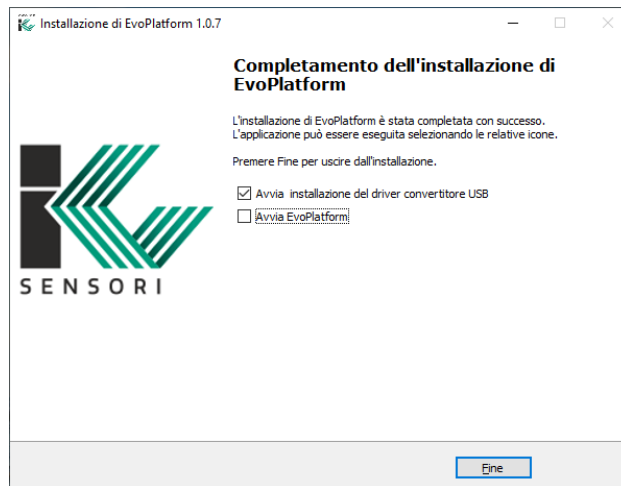 Installazione di EvoPlatform 1.0.7
Completamento dell'installazione di
EvoPlatform
L'installazione di EvoPlatform è stata completata con successo.
L'applicazione può essere eseguita selezionando le relative icone.
Premere Fine per uscire dall'installazione.
Avvia  installazione del driver convertitore USB
Avvia EvoPlatform
SENSORI
Fine